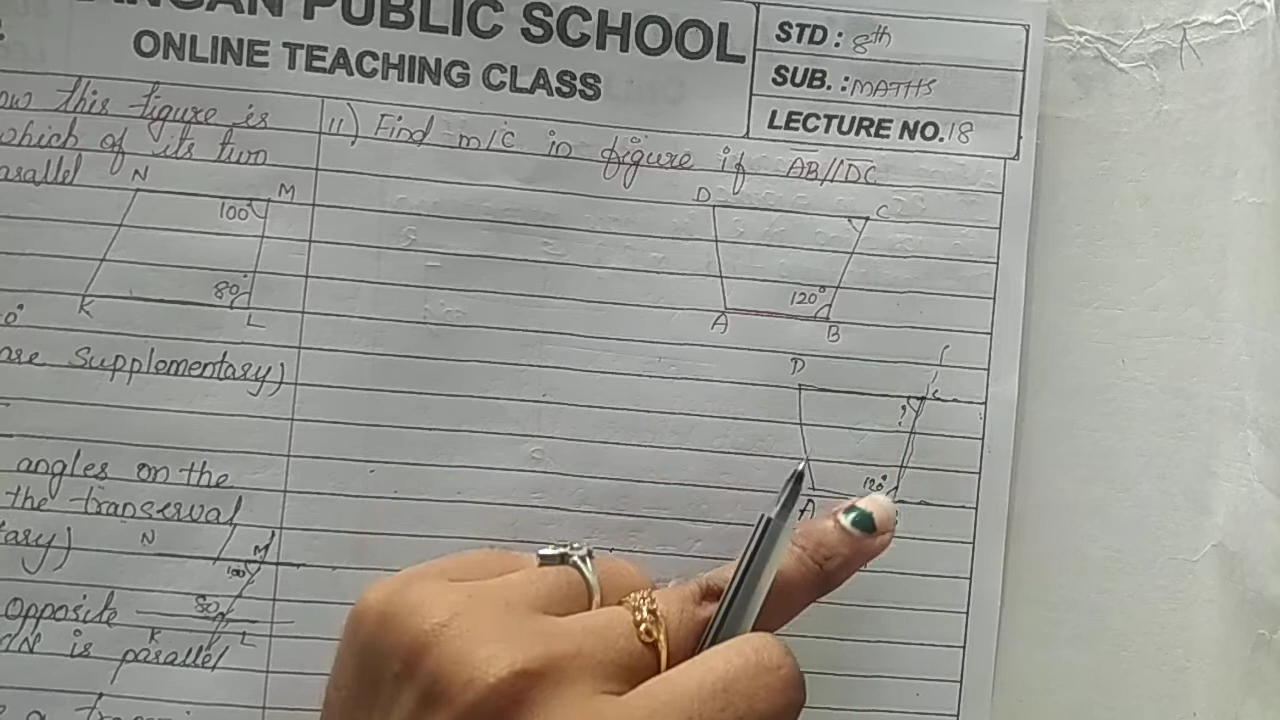 PUBLIC SCHOOL
ONLINE TEACHING CLASS
STD : 8th
SUB. : MATHS
LECTURE NO. 18
this figure is
which of its two
N M
100°
80°
K L
are supplementary)
angles on the
the transerval
N M
100°
80°
opposite
K L
is parallel
11) Find m∠C in figure if AB//DC
D C
120°
A B
D C
?
120°
A